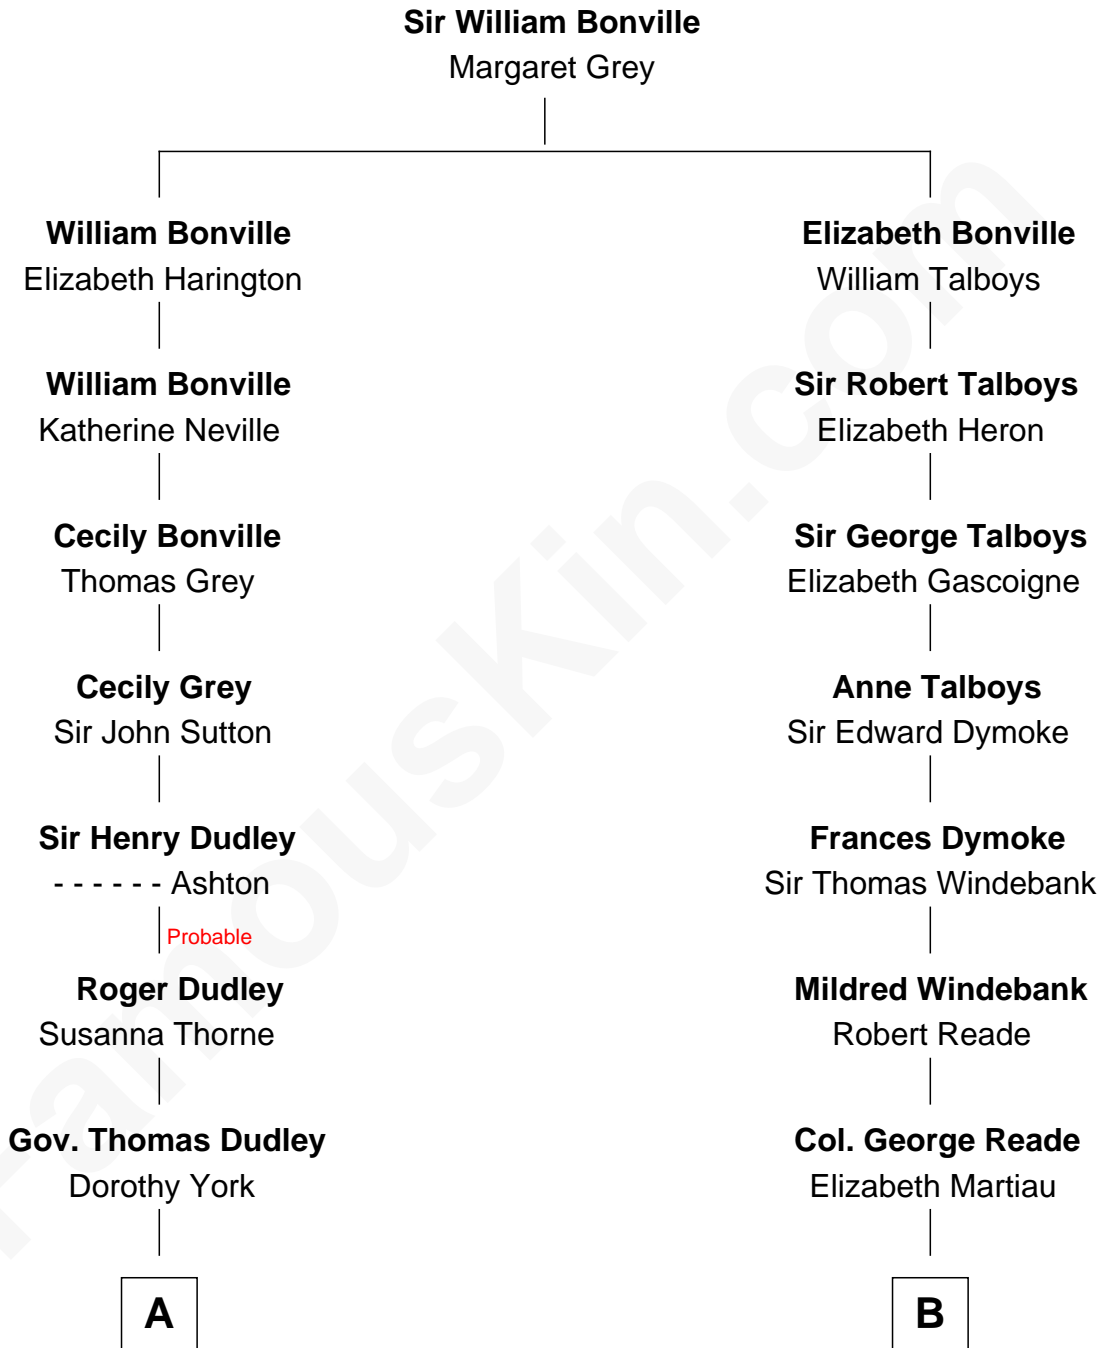 Sir William Bonville
Margaret Grey
William Bonville
Elizabeth Harington
William Bonville
Katherine Neville
Cecily Bonville
Thomas Grey
Cecily Grey
Sir John Sutton
Sir Henry Dudley
- - - - - - Ashton
Probable
Roger Dudley
Susanna Thorne
Gov. Thomas Dudley
Dorothy York
A
Elizabeth Bonville
William Talboys
Sir Robert Talboys
Elizabeth Heron
Sir George Talboys
Elizabeth Gascoigne
Anne Talboys
Sir Edward Dymoke
Frances Dymoke
Sir Thomas Windebank
Mildred Windebank
Robert Reade
Col. George Reade
Elizabeth Martiau
B
FamousKin.com